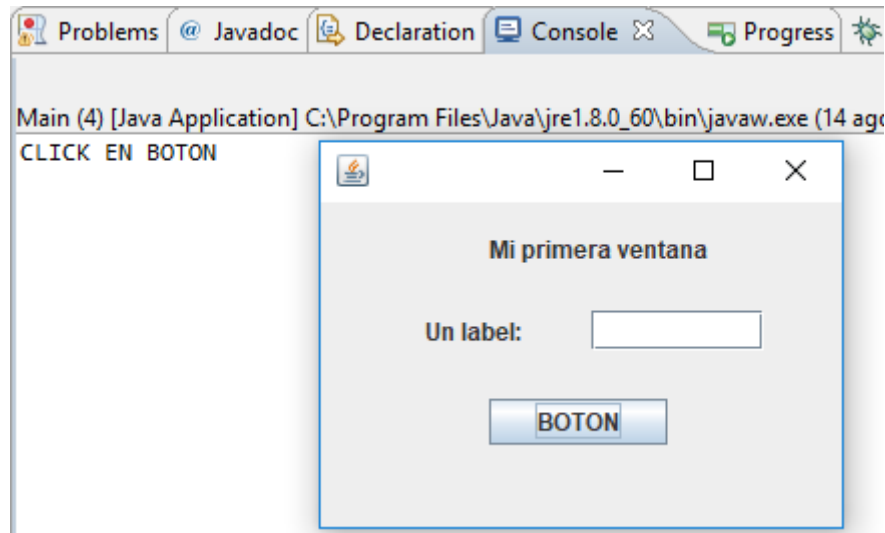 Problems @ Javadoc Declaration Console Progress
Main (4) [Java Application] C:\Program Files\Java\jre1.8.0_60\bin\javaw.exe (14 ago
CLICK EN BOTON
Mi primera ventana
Un label:
BOTON